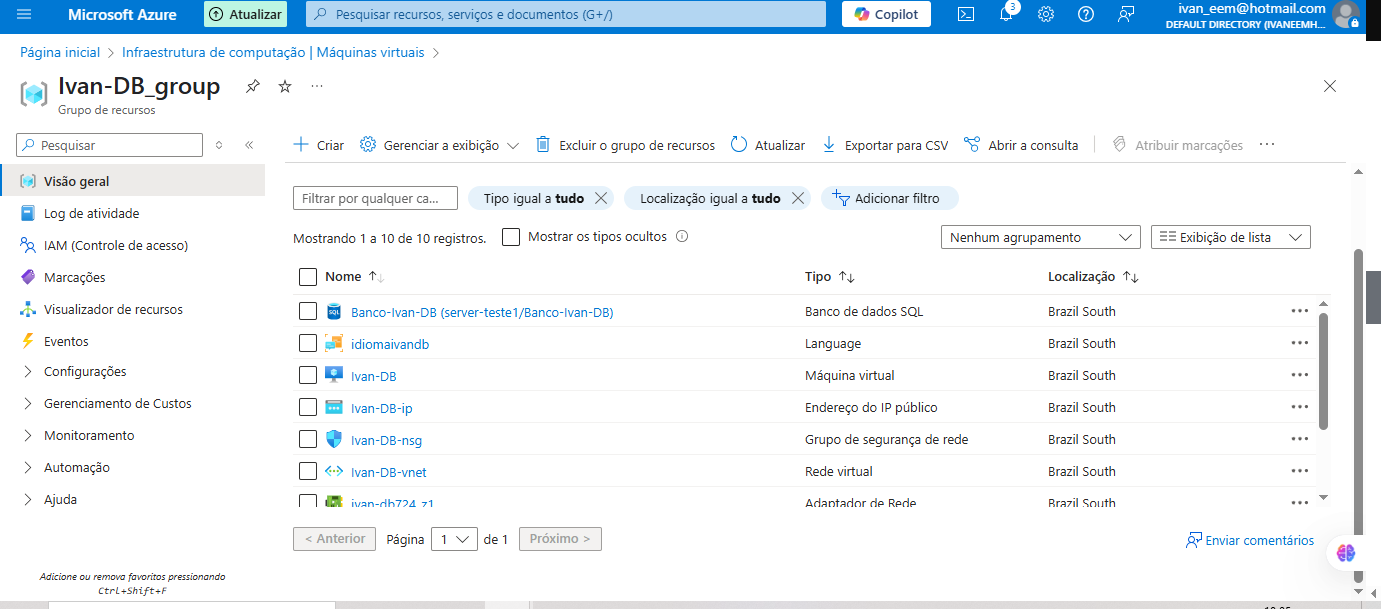 Microsoft Azure
Atualizar
Pesquisar recursos, serviços e documentos (G+/)
Copilot
3
ivan_eem@hotmail.com
DEFAULT DIRECTORY (IVANEEMH...
Página inicial > Infraestrutura de computação | Máquinas virtuais >
Ivan-DB_group
Grupo de recursos
Pesquisar
Criar
Gerenciar a exibição
Excluir o grupo de recursos
Atualizar
Exportar para CSV
Abrir a consulta
Atribuir marcações
Visão geral
Log de atividade
IAM (Controle de acesso)
Marcações
Visualizador de recursos
Eventos
Configurações
Gerenciamento de Custos
Monitoramento
Automação
Ajuda
Adicione ou remova favoritos pressionando
Ctrl+Shift+F
Filtrar por qualquer ca...
Tipo igual a tudo
Localização igual a tudo
Adicionar filtro
Mostrando 1 a 10 de 10 registros.
Mostrar os tipos ocultos
Nenhum agrupamento
Exibição de lista
Nome Tipo Localização
SQL Banco-Ivan-DB (server-teste1/Banco-Ivan-DB) Banco de dados SQL Brazil South
idiomaivandb Language Brazil South
Ivan-DB Máquina virtual Brazil South
Ivan-DB-ip Endereço do IP público Brazil South
Ivan-DB-nsg Grupo de segurança de rede Brazil South
Ivan-DB-vnet Rede virtual Brazil South
ivan-db724_z1 Adaptador de Rede Brazil South
< Anterior
Página 1 de 1
Próximo >
Enviar comentários